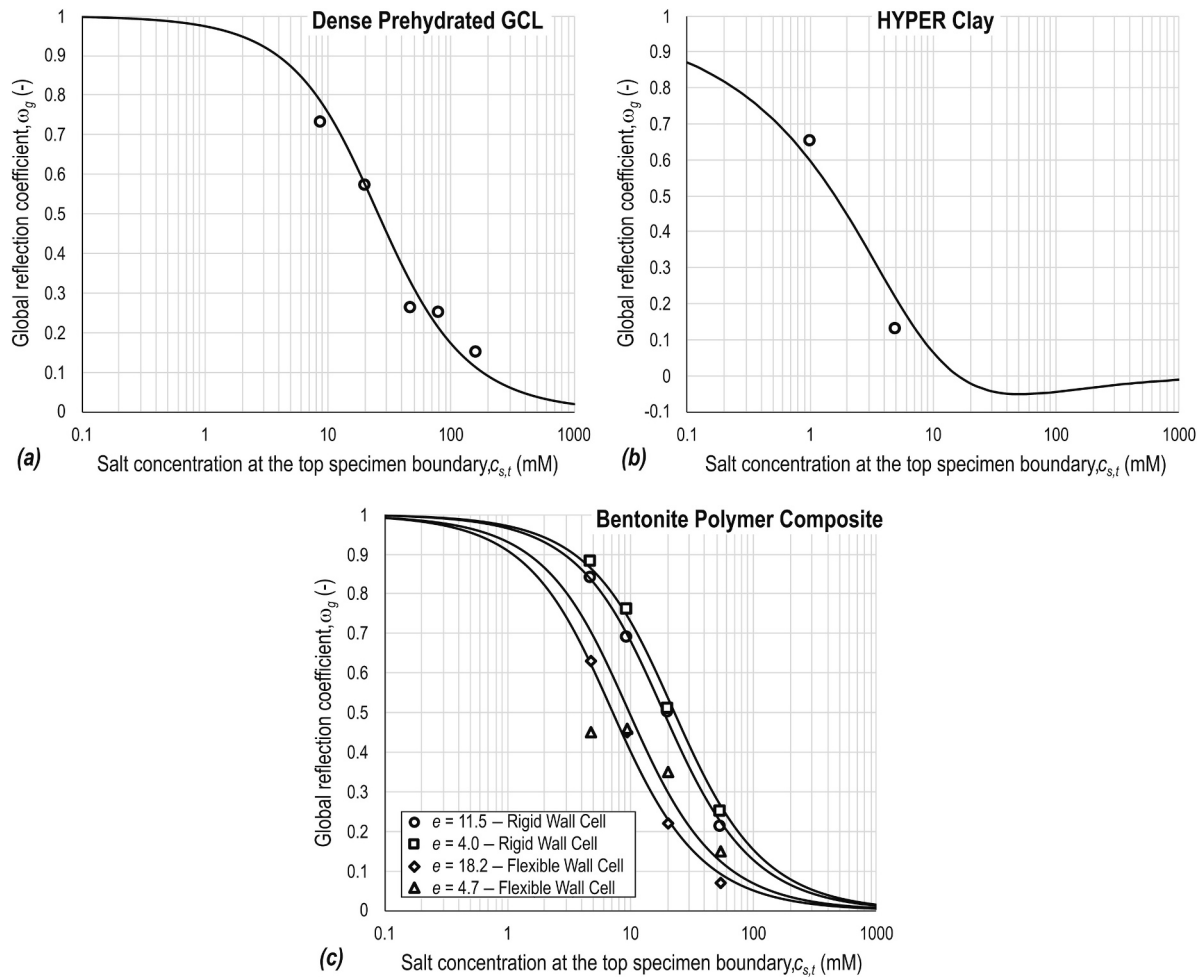 Dense Prehydrated GCL
Global reflection coefficient, ωg (-)
1
0.9
0.8
0.7
0.6
0.5
0.4
0.3
0.2
0.1
0
0.1 1 10 100 1000
(a) Salt concentration at the top specimen boundary,cs,t (mM)
HYPER Clay
Global reflection coefficient, ωg (-)
1
0.9
0.8
0.7
0.6
0.5
0.4
0.3
0.2
0.1
0
-0.1
0.1 1 10 100 1000
(b) Salt concentration at the top specimen boundary,cs,t (mM)
Bentonite Polymer Composite
Global reflection coefficient, ωg (-)
1
0.9
0.8
0.7
0.6
0.5
0.4
0.3
0.2
0.1
0
e = 11.5 – Rigid Wall Cell
e = 4.0 – Rigid Wall Cell
e = 18.2 – Flexible Wall Cell
e = 4.7 – Flexible Wall Cell
0.1 1 10 100 1000
(c) Salt concentration at the top specimen boundary,cs,t (mM)